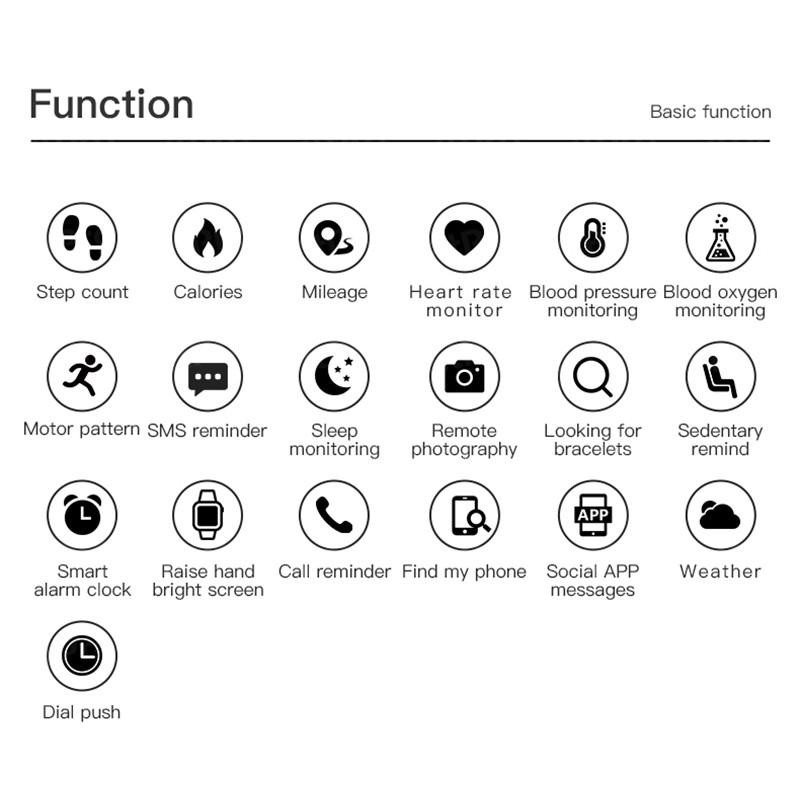 Function
Basic function
Step count
Calories
Mileage
Heart rate
monitor
Blood pressure
monitoring
Blood oxygen
monitoring
Motor pattern
SMS reminder
Sleep
monitoring
Remote
photography
Looking for
bracelets
Sedentary
remind
Smart
alarm clock
Raise hand
bright screen
Call reminder
Find my phone
APP
Social APP
messages
Weather
Dial push